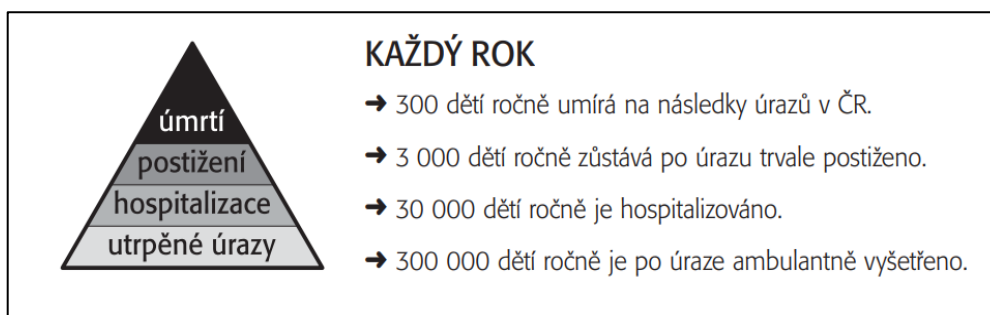 úmrtí
postižení
hospitalizace
utrpěné úrazy
KAŽDÝ ROK
➔ 300 dětí ročně umírá na následky úrazů v ČR.
➔ 3 000 dětí ročně zůstává po úrazu trvale postiženo.
➔ 30 000 dětí ročně je hospitalizováno.
➔ 300 000 dětí ročně je po úraze ambulantně vyšetřeno.